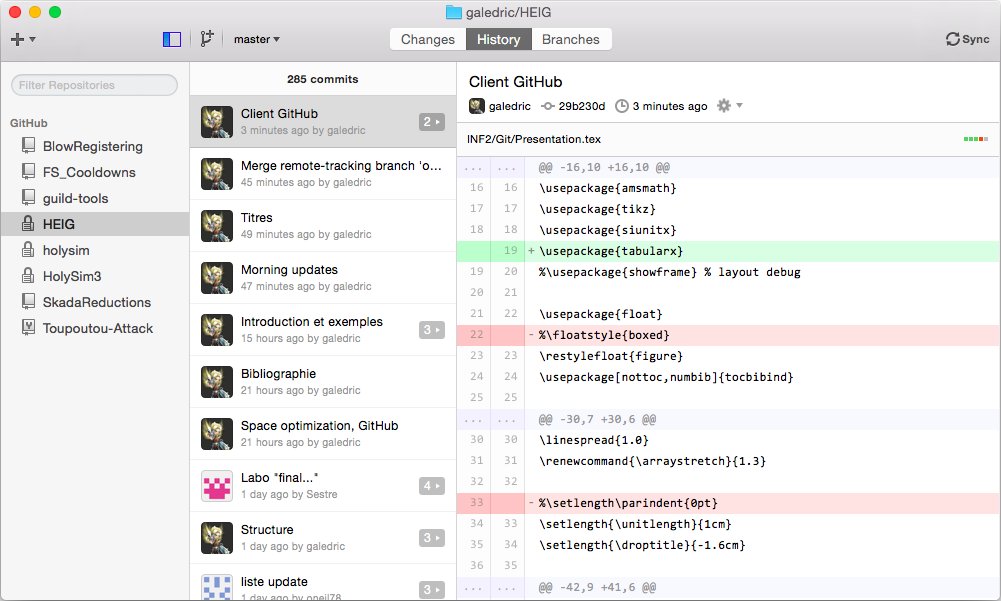 galedric/HEIG
master
Changes
History
Branches
Sync
Filter Repositories
GitHub
BlowRegistering
FS_Cooldowns
guild-tools
HEIG
holysim
HolySim3
SkadaReductions
Toupoutou-Attack
285 commits
Client GitHub
3 minutes ago by galedric
2
Merge remote-tracking branch 'o...
45 minutes ago by galedric
Titres
49 minutes ago by galedric
Morning updates
47 minutes ago by galedric
Introduction et exemples
15 hours ago by galedric
3
Bibliographie
21 hours ago by galedric
Space optimization, GitHub
21 hours ago by galedric
Labo "final..."
1 day ago by Sestre
4
Structure
1 day ago by galedric
3
liste update
1 day ago by oneil78
3
Client GitHub
galedric 29b230d 3 minutes ago
INF2/Git/Presentation.tex
... ... @@ -16,10 +16,10 @@
16 16 \usepackage{amsmath}
17 17 \usepackage{tikz}
18 18 \usepackage{siunitx}
19 + \usepackage{tabularx}
19 20 %\usepackage{showframe} % layout debug
20 21
21 22 \usepackage{float}
22 - %\floatstyle{boxed}
23 23 \restylefloat{figure}
24 24 \usepackage[nottoc,numbib]{tocbibind}
25 25
... ... @@ -30,7 +30,6 @@
30 30 \linespread{1.0}
31 31 \renewcommand{\arraystretch}{1.3}
32 32
33 - %\setlength\parindent{0pt}
34 33 \setlength{\unitlength}{1cm}
35 34 \setlength{\droptitle}{-1.6cm}
36 35
... ... @@ -42,9 +41,6 @@